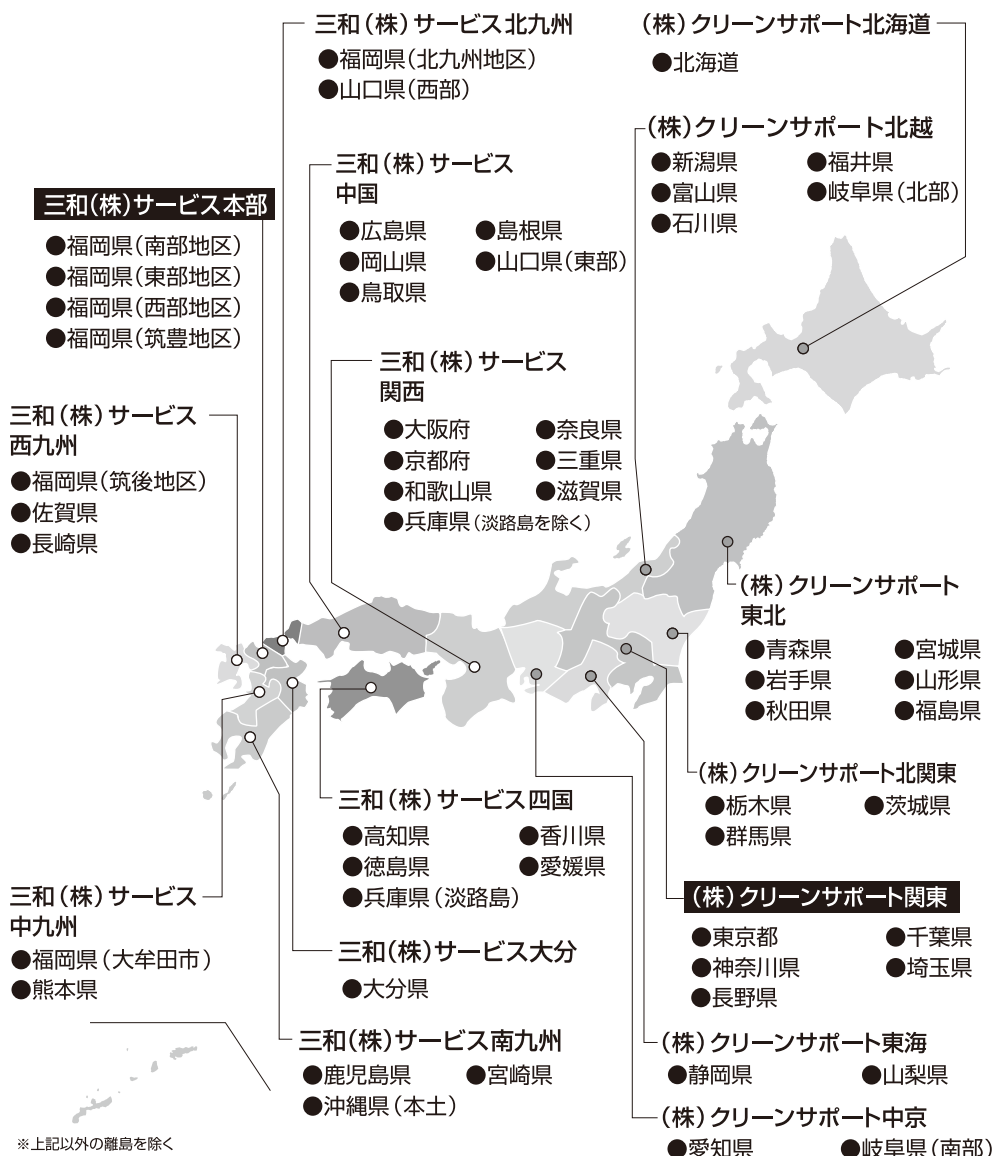 三和(株)サービス北九州
●福岡県(北九州地区)
●山口県(西部)
(株)クリーンサポート北海道
●北海道
(株)クリーンサポート北越
●新潟県 ●福井県
●富山県 ●岐阜県(北部)
●石川県
三和(株)サービス
中国
●広島県 ●島根県
●岡山県 ●山口県(東部)
●鳥取県
三和(株)サービス本部
●福岡県(南部地区)
●福岡県(東部地区)
●福岡県(西部地区)
●福岡県(筑豊地区)
三和(株)サービス
関西
●大阪府 ●奈良県
●京都府 ●三重県
●和歌山県 ●滋賀県
●兵庫県(淡路島を除く)
三和(株)サービス
西九州
●福岡県(筑後地区)
●佐賀県
●長崎県
(株)クリーンサポート
東北
●青森県 ●宮城県
●岩手県 ●山形県
●秋田県 ●福島県
(株)クリーンサポート北関東
●栃木県 ●茨城県
●群馬県
三和(株)サービス四国
●高知県 ●香川県
●徳島県 ●愛媛県
●兵庫県(淡路島)
(株)クリーンサポート関東
●東京都 ●千葉県
●神奈川県 ●埼玉県
●長野県
三和(株)サービス
中九州
●福岡県(大牟田市)
●熊本県
三和(株)サービス大分
●大分県
三和(株)サービス南九州
●鹿児島県 ●宮崎県
●沖縄県(本土)
(株)クリーンサポート東海
●静岡県 ●山梨県
(株)クリーンサポート中京
●愛知県 ●岐阜県(南部)
※上記以外の離島を除く